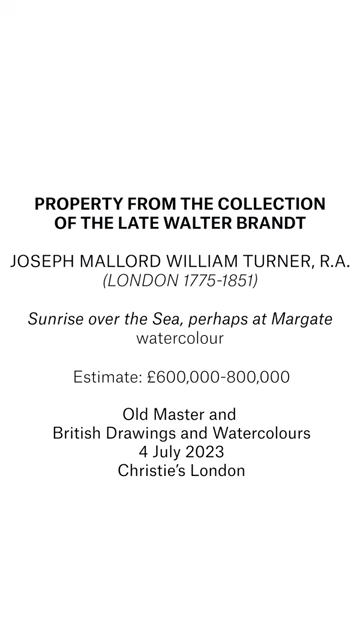 PROPERTY FROM THE COLLECTION
OF THE LATE WALTER BRANDT
JOSEPH MALLORD WILLIAM TURNER, R.A.
(LONDON 1775-1851)
Sunrise over the Sea, perhaps at Margate
watercolour
Estimate: £600,000-800,000
Old Master and
British Drawings and Watercolours
4 July 2023
Christie's London